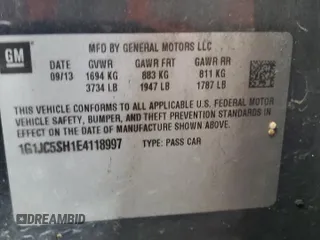 GM
MFD BY GENERAL MOTORS LLC
DATE GVWR GAWR FRT GAWR RR
09/13 1694 KG 883 KG 811 KG
3734 LB 1947 LB 1787 LB
THIS VEHICLE CONFORMS TO ALL APPLICABLE U.S. FEDERAL MOTOR
VEHICLE SAFETY, BUMPER, AND THEFT PREVENTION STANDARDS IN
EFFECT ON THE DATE OF MANUFACTURE SHOWN ABOVE.
1G1JC5SH1E4118997 TYPE: PASS CAR
DREAMBID